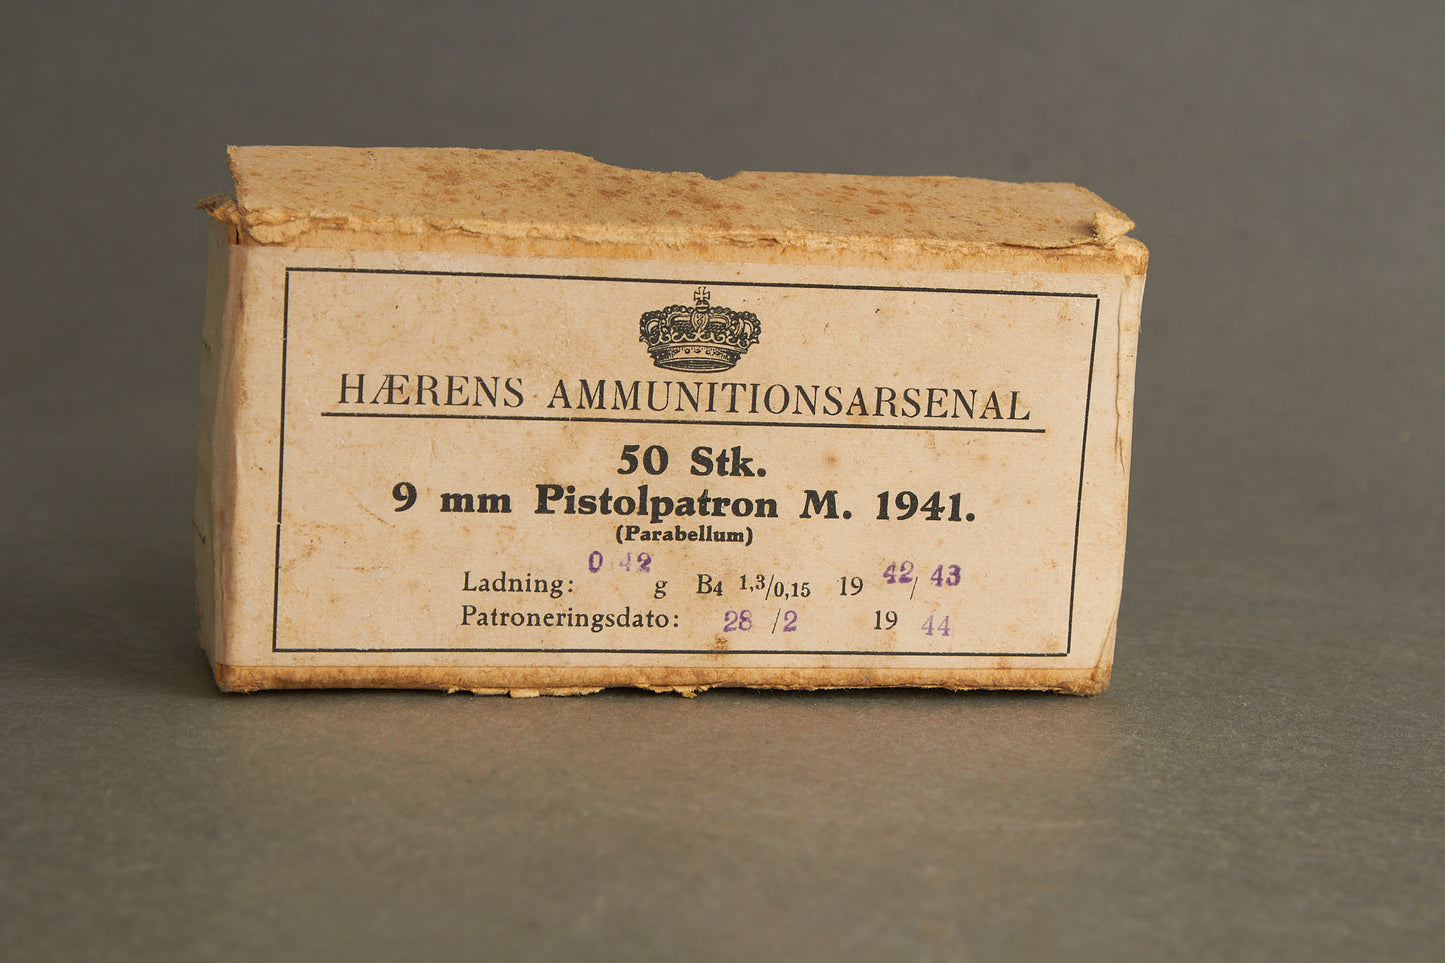 HÆRENS AMMUNITIONSARSENAL
50 Stk.
9 mm Pistolpatron M. 1941.
(Parabellum)
Ladning: 0 42 g B4 1,3/0,15 19 42/43
Patroneringsdato: 28/2 19 44